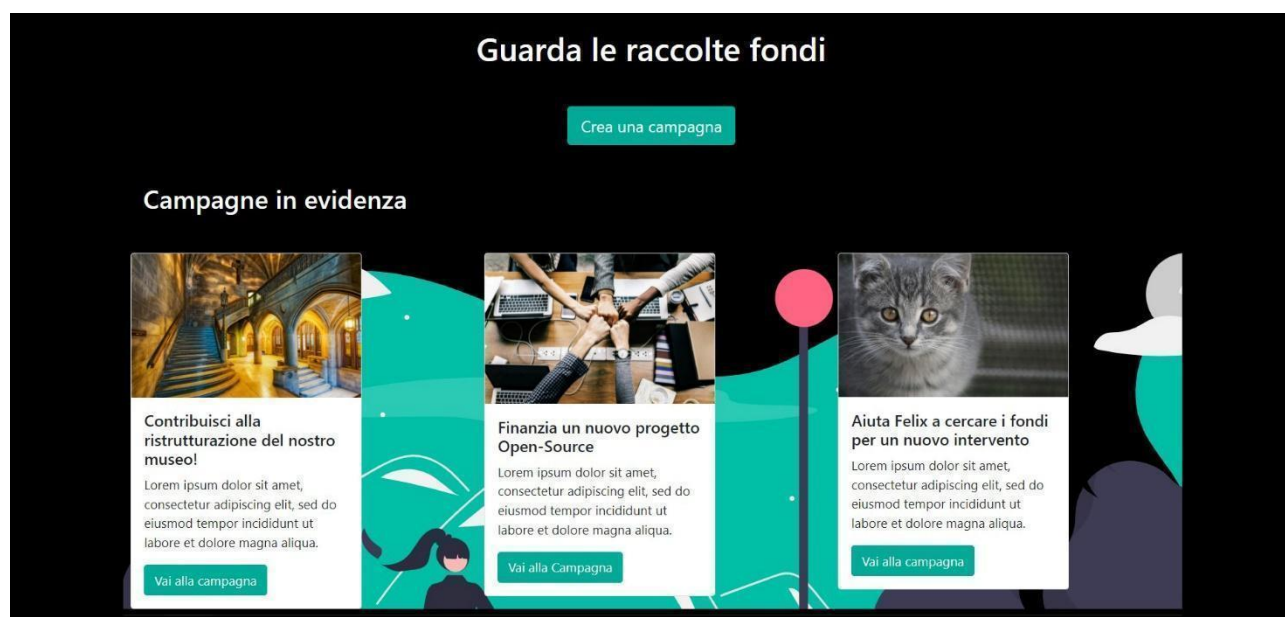 Guarda le raccolte fondi
Crea una campagna
Campagne in evidenza
Contribuisci alla
ristrutturazione del nostro
museo!
Lorem ipsum dolor sit amet,
consectetur adipiscing elit, sed do
eiusmod tempor incididunt ut
labore et dolore magna aliqua.
Vai alla campagna
Finanzia un nuovo progetto
Open-Source
Lorem ipsum dolor sit amet,
consectetur adipiscing elit, sed do
eiusmod tempor incididunt ut
labore et dolore magna aliqua.
Vai alla Campagna
Aiuta Felix a cercare i fondi
per un nuovo intervento
Lorem ipsum dolor sit amet,
consectetur adipiscing elit, sed do
eiusmod tempor incididunt ut
labore et dolore magna aliqua.
Vai alla campagna